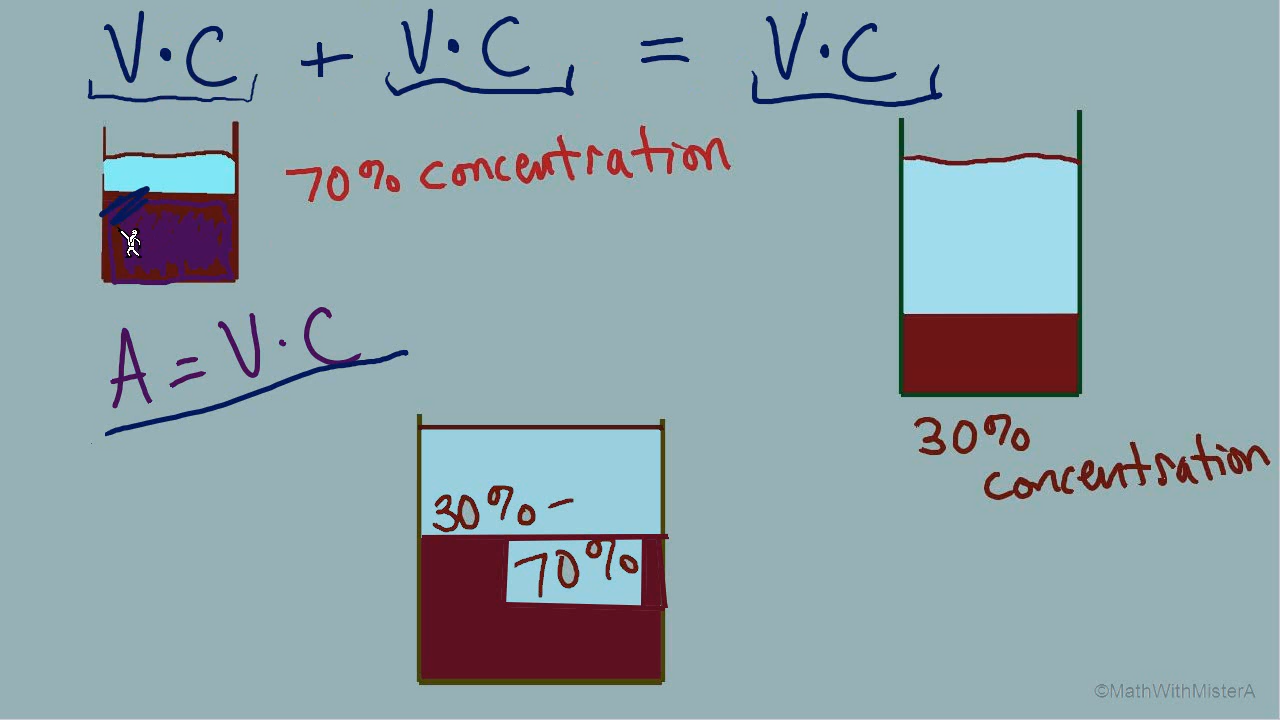 V·C + V·C = V·C
70% concentration
A = V·C
30%
concentration
30% –
70%
©MathWithMisterA